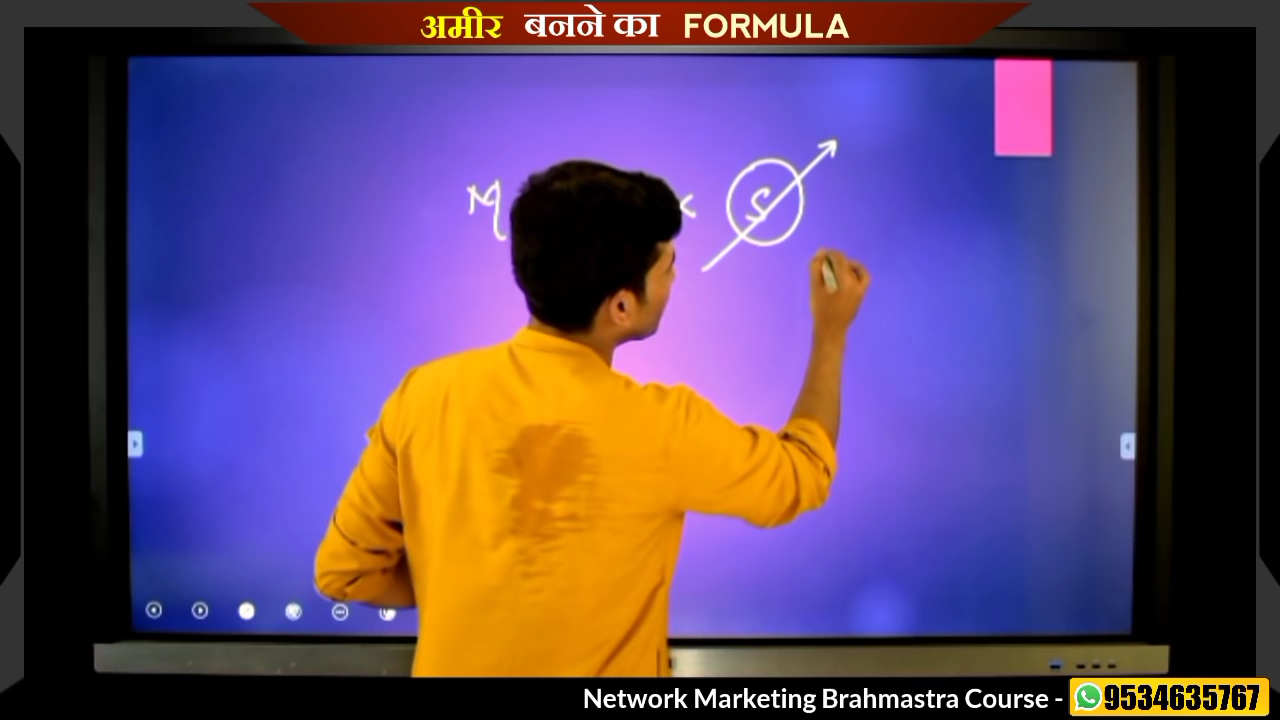 अमीर बनने का FORMULA
M x S
Network Marketing Brahmastra Course - 9534635767